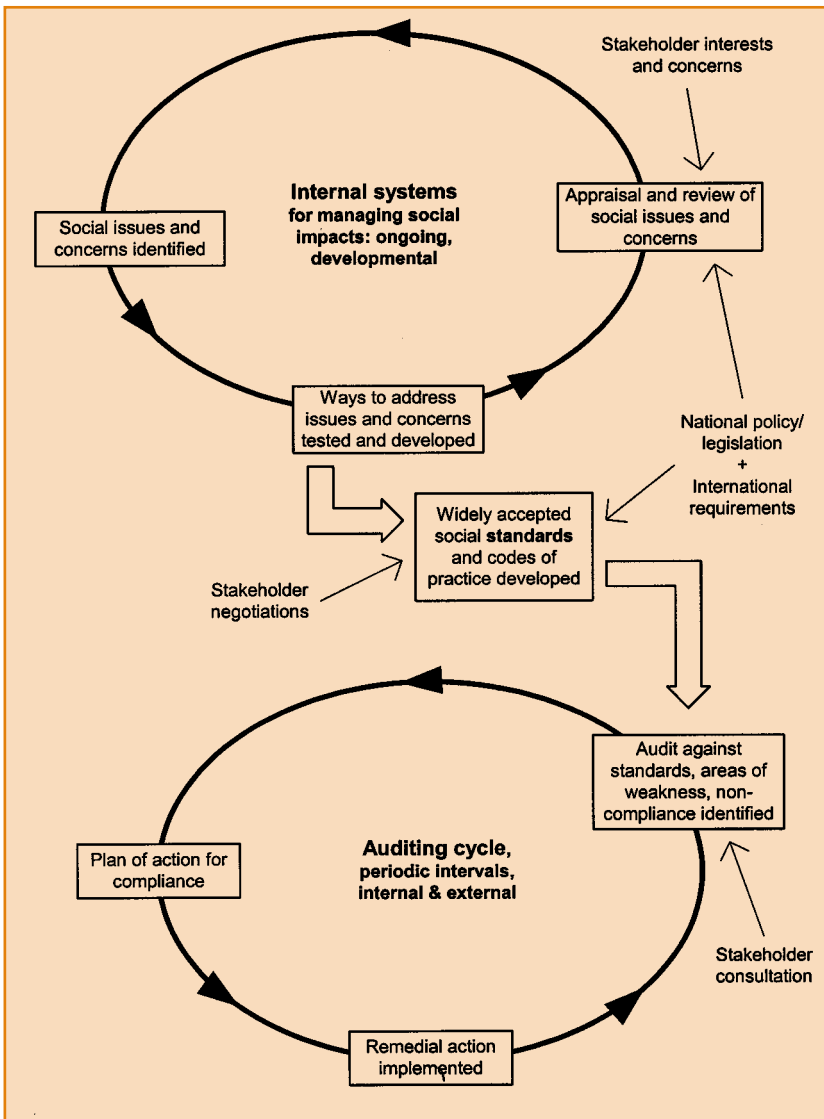 Stakeholder interests
and concerns
Internal systems
for managing social
impacts: ongoing,
developmental
Appraisal and review of
social issues and
concerns
Social issues and
concerns identified
Ways to address
issues and concerns
tested and developed
National policy/
legislation
+
International
requirements
Widely accepted
social standards
and codes of
practice developed
Stakeholder
negotiations
Audit against
standards, areas of
weakness, non-
compliance identified
Plan of action for
compliance
Auditing cycle,
periodic intervals,
internal & external
Stakeholder
consultation
Remedial action
implemented